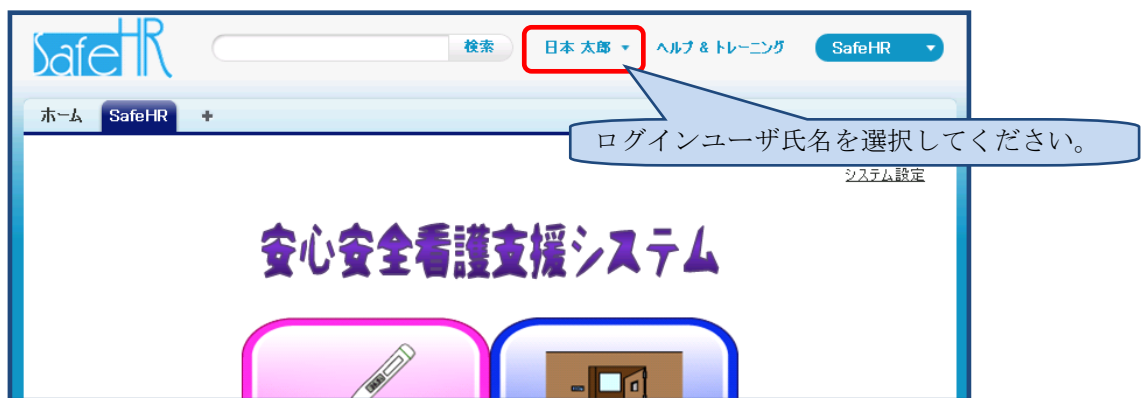 SafeHR
検索
日本 太郎
ヘルプ & トレーニング
SafeHR
ホーム
SafeHR
+
ログインユーザ氏名を選択してください。
システム設定
安心安全看護支援システム